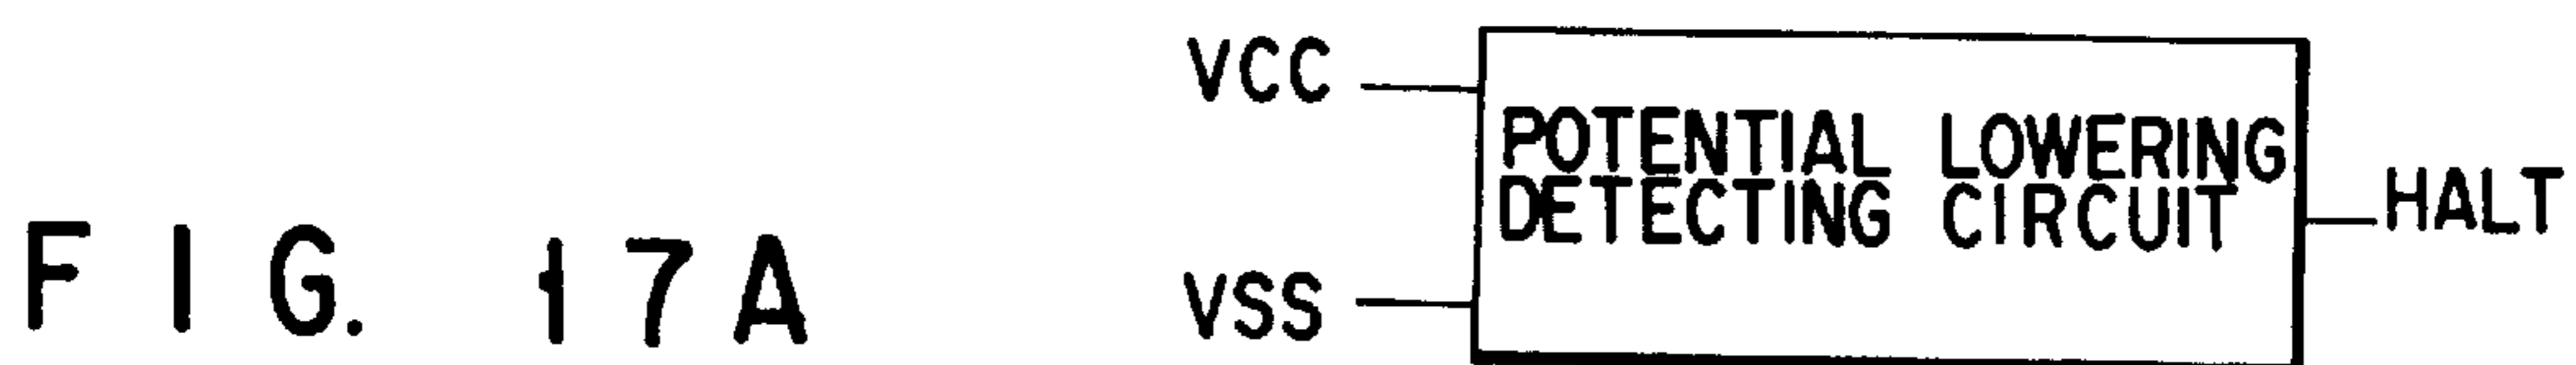 VCC
POTENTIAL LOWERING
DETECTING CIRCUIT
HALT
VSS
FIG. 17A